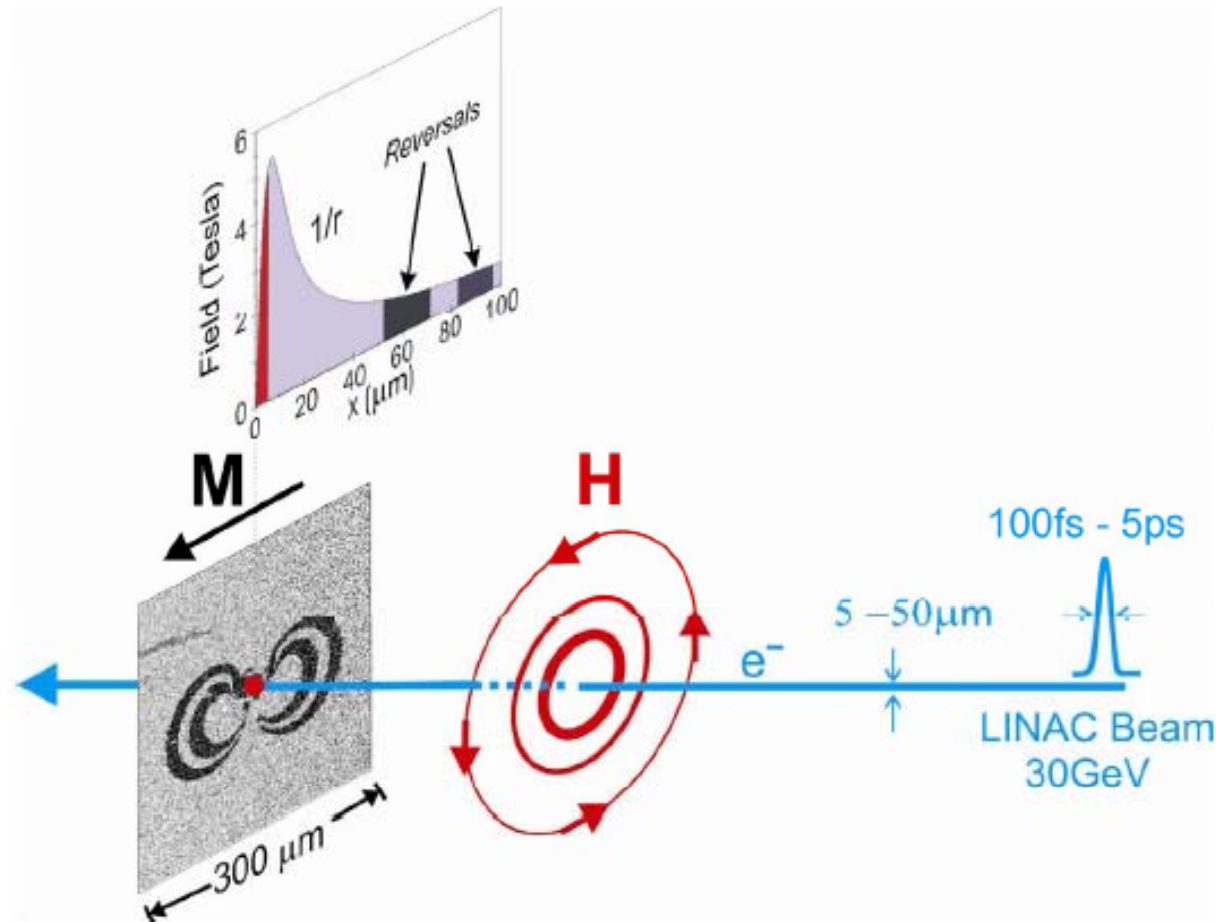 6
4
2
0
Field (Tesla)
1/r
Reversals
0
20
40
60
80
100
x (μm)
M
H
100fs - 5ps
5 –50μm
e⁻
LINAC Beam
30GeV
300 μm